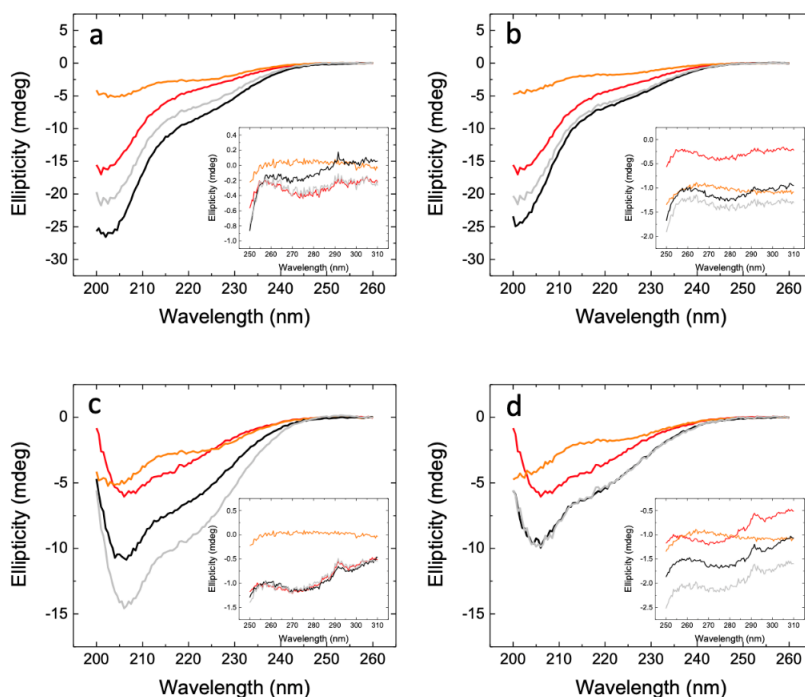 a
5
0
-5
-10
-15
-20
-25
-30
Ellipticity (mdeg)
200 210 220 230 240 250 260
Wavelength (nm)
0.4
0.2
0.0
-0.2
-0.4
-0.6
-0.8
-1.0
Ellipticity (mdeg)
250 260 270 280 290 300 310
Wavelength (nm)
b
5
0
-5
-10
-15
-20
-25
-30
Ellipticity (mdeg)
200 210 220 230 240 250 260
Wavelength (nm)
0.0
-0.5
-1.0
-1.5
-2.0
Ellipticity (mdeg)
250 260 270 280 290 300 310
Wavelength (nm)
c
0
-5
-10
-15
Ellipticity (mdeg)
200 210 220 230 240 250 260
Wavelength (nm)
0.5
0.0
-0.5
-1.0
-1.5
Ellipticity (mdeg)
250 260 270 280 290 300 310
Wavelength (nm)
d
0
-5
-10
-15
Ellipticity (mdeg)
200 210 220 230 240 250 260
Wavelength (nm)
-0.5
-1.0
-1.5
-2.0
-2.5
Ellipticity (mdeg)
250 260 270 280 290 300 310
Wavelength (nm)